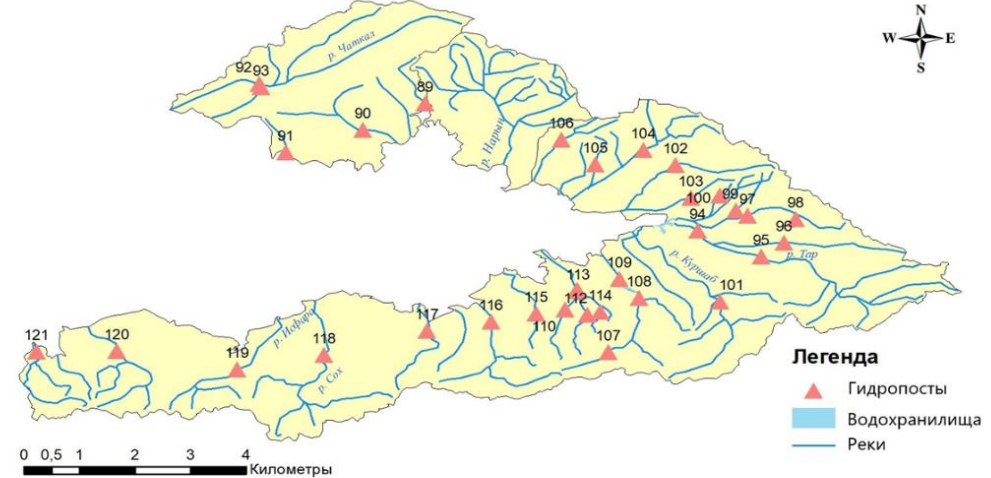 N
W E
S
р. Чаткал
92 93
89
90
91
р. Нарын
106
104
105
102
103
100 99 97
98
94
96
95
р. Тар
р. Куршаб
109
113
108
101
116
115
112 114
110
117
107
р. Исфара
118
121
120
119
р. Сох
Легенда
Гидропосты
Водохранилища
Реки
0 0,5 1 2 3 4
Километры